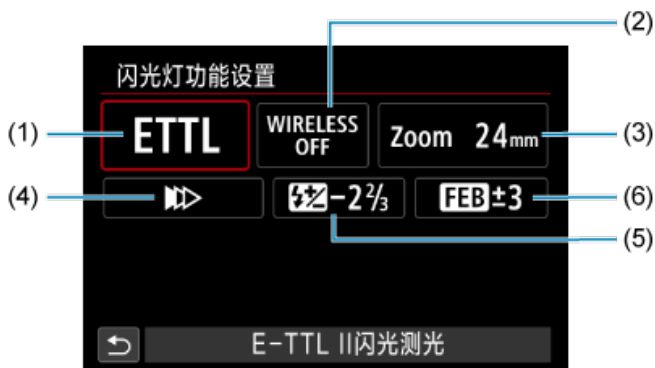 (2)
闪光灯功能设置
(1) ETTL WIRELESS OFF Zoom 24mm (3)
(4) -2⅔ FEB±3 (6)
(5)
E-TTL II闪光测光